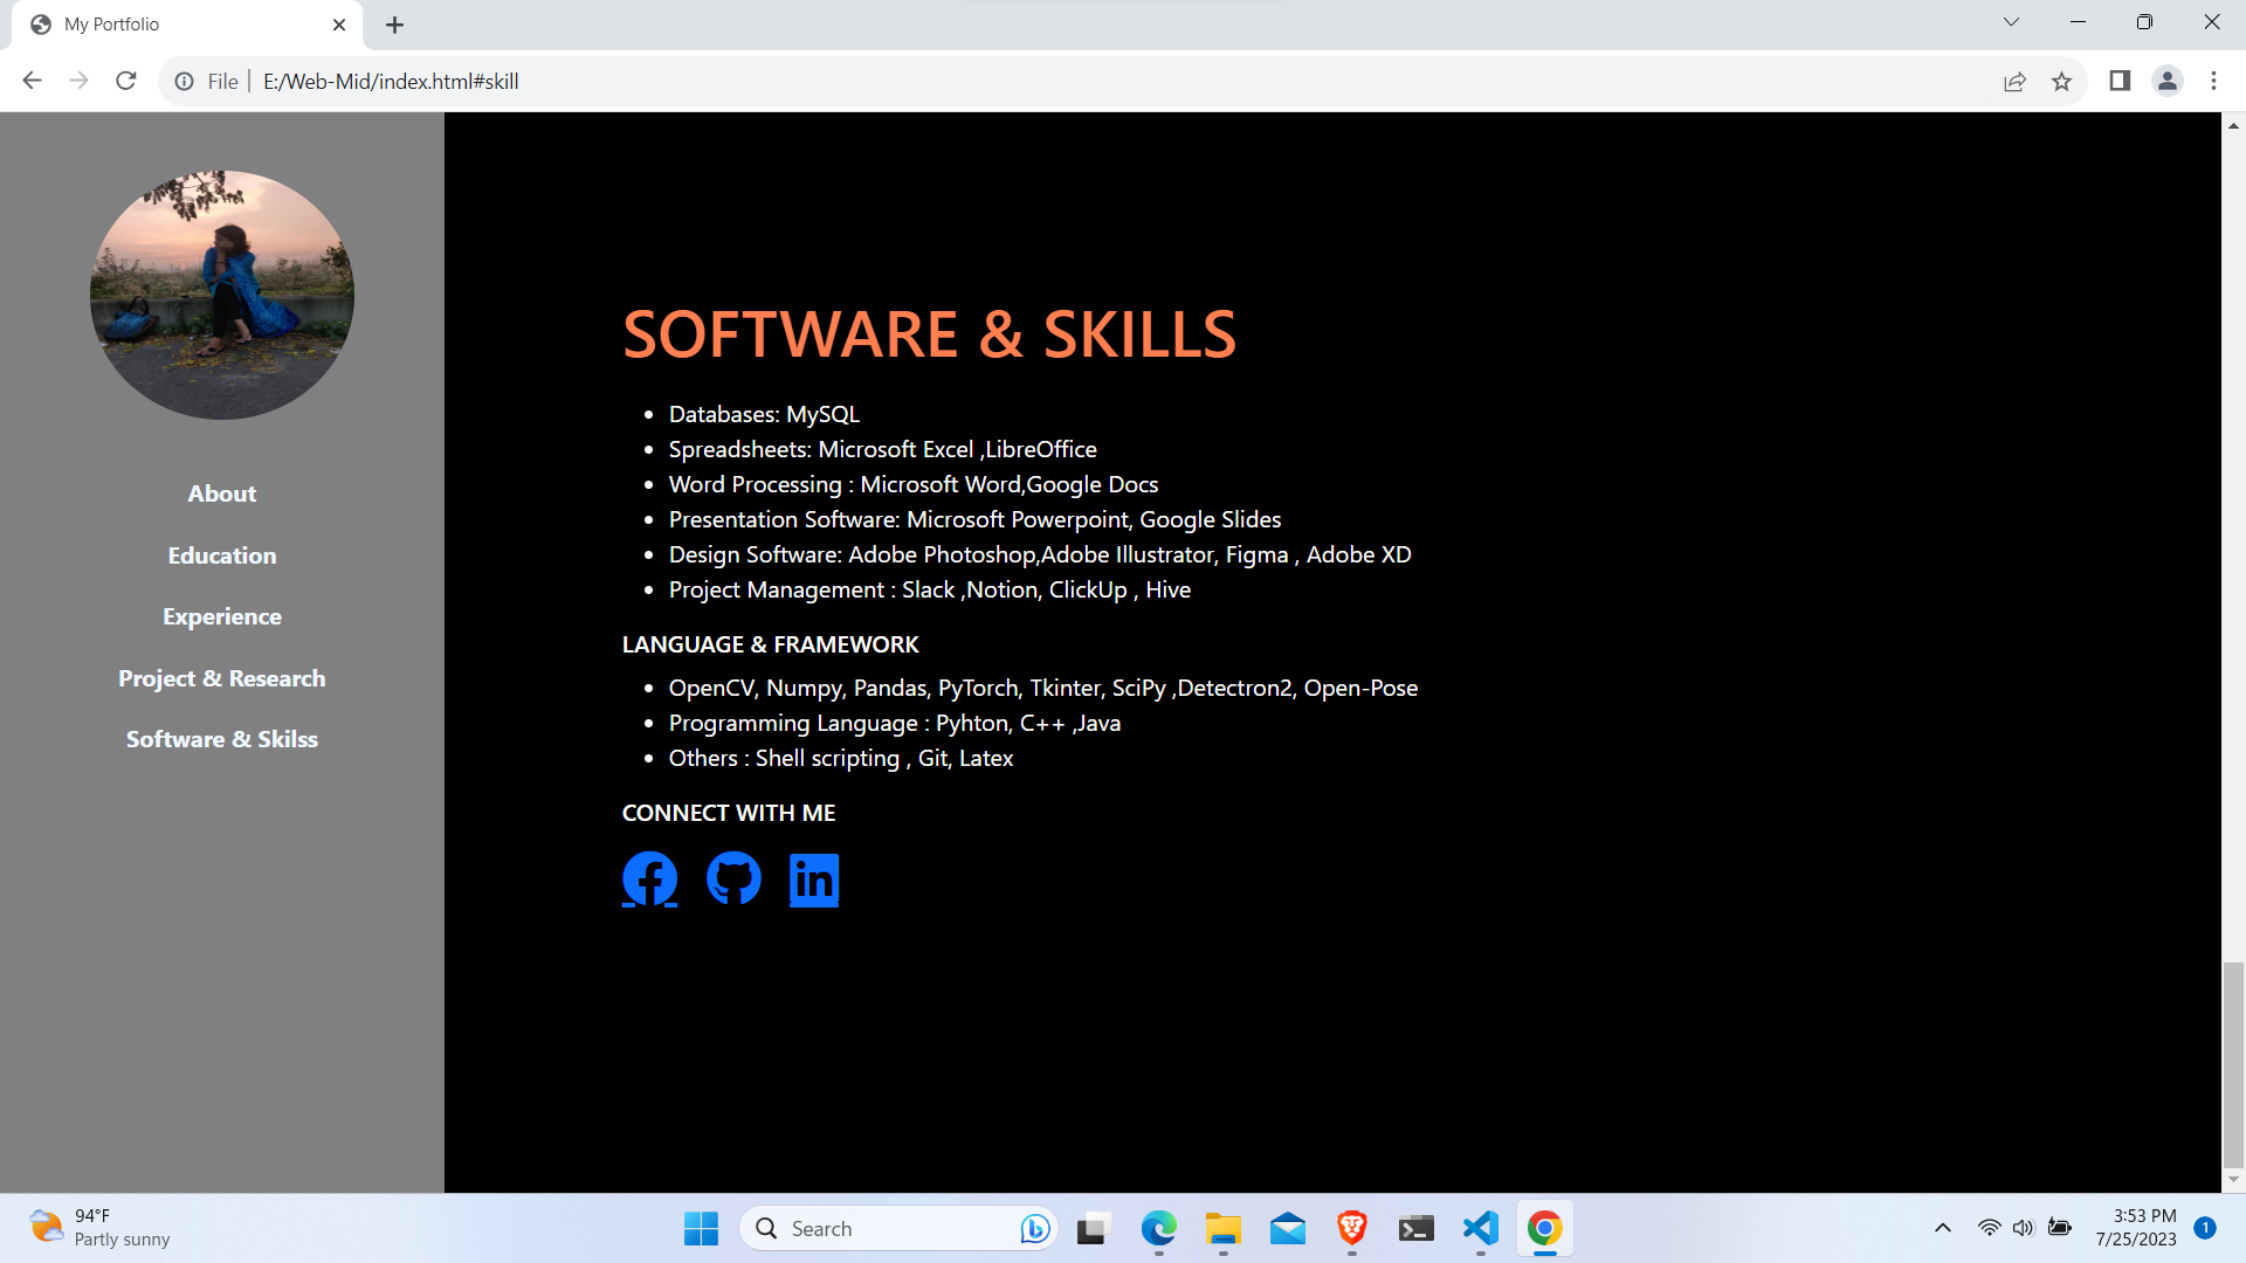 My Portfolio
File
E:/Web-Mid/index.html#skill
About
Education
Experience
Project & Research
Software & Skilss
SOFTWARE & SKILLS
• Databases: MySQL
• Spreadsheets: Microsoft Excel ,LibreOffice
• Word Processing : Microsoft Word,Google Docs
• Presentation Software: Microsoft Powerpoint, Google Slides
• Design Software: Adobe Photoshop,Adobe Illustrator, Figma , Adobe XD
• Project Management : Slack ,Notion, ClickUp , Hive
LANGUAGE & FRAMEWORK
• OpenCV, Numpy, Pandas, PyTorch, Tkinter, SciPy ,Detectron2, Open-Pose
• Programming Language : Pyhton, C++ ,Java
• Others : Shell scripting , Git, Latex
CONNECT WITH ME
in
94°F
Partly sunny
Search
3:53 PM
7/25/2023
1